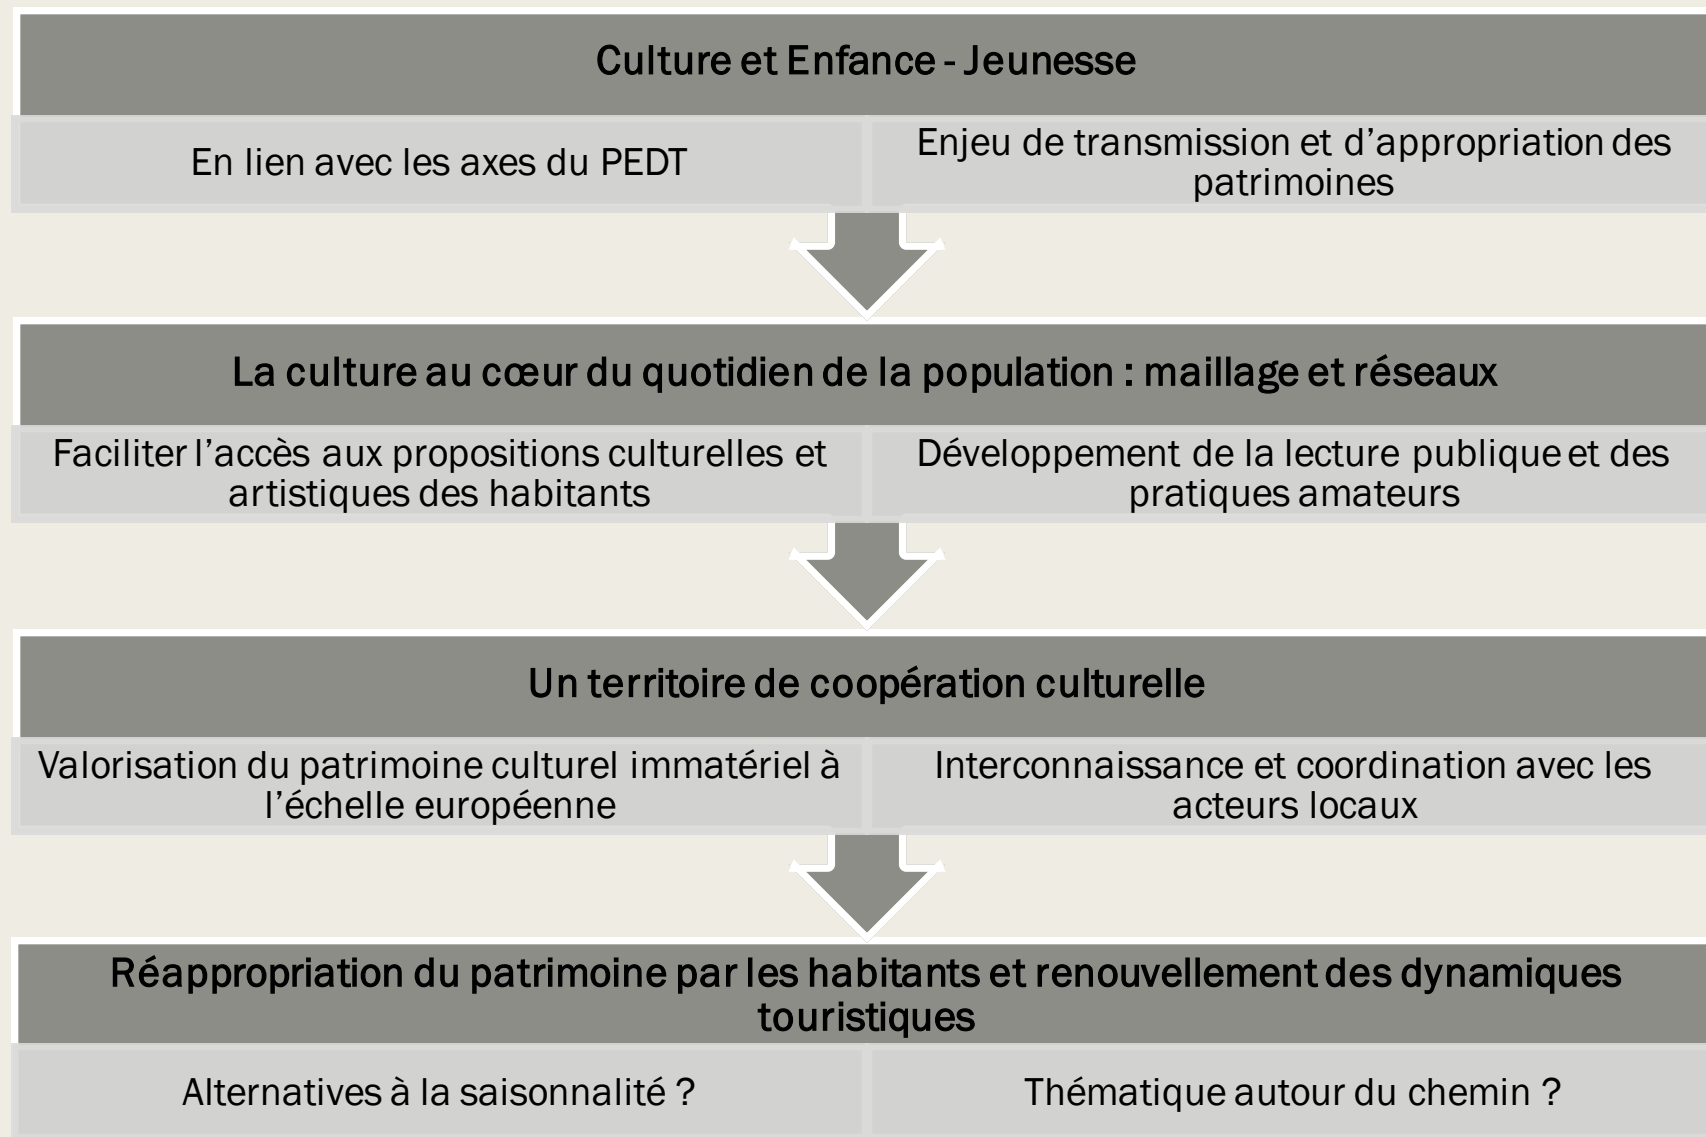 Culture et Enfance - Jeunesse
En lien avec les axes du PEDT
Enjeu de transmission et d’appropriation des
patrimoines
La culture au cœur du quotidien de la population : maillage et réseaux
Faciliter l’accès aux propositions culturelles et
artistiques des habitants
Développement de la lecture publique et des
pratiques amateurs
Un territoire de coopération culturelle
Valorisation du patrimoine culturel immatériel à
l’échelle européenne
Interconnaissance et coordination avec les
acteurs locaux
Réappropriation du patrimoine par les habitants et renouvellement des dynamiques
touristiques
Alternatives à la saisonnalité ?
Thématique autour du chemin ?